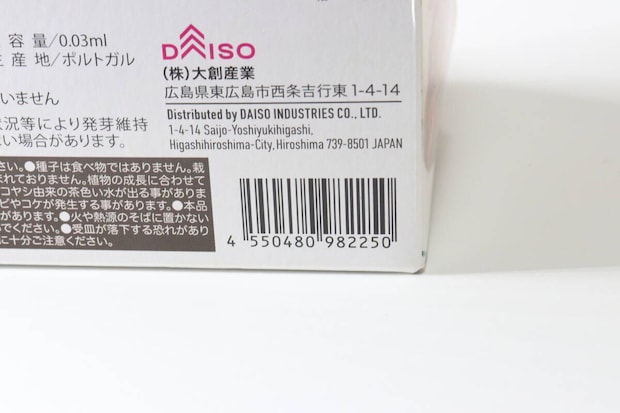 容量/0.03ml
生産地/ポルトガル
いません
状況等により発芽維持
ない場合があります。
DAISO
(株)大創産業
広島県東広島市西条吉行東1-4-14
Distributed by DAISO INDUSTRIES CO., LTD.
1-4-14 Saijo-Yoshiyukihigashi,
Higashihiroshima-City, Hiroshima 739-8501 JAPAN
さい。●種子は食べ物ではありません。栽
まれておりません。植物の成長に合わせて
コヤシ由来の茶色い水が出る事がありま
ビやコケが発生する事があります。●本品
があります。●火や熱源のそばに置かない
でください。●受皿が落下する恐れがあり
に十分ご注意ください。
4 550480 982250